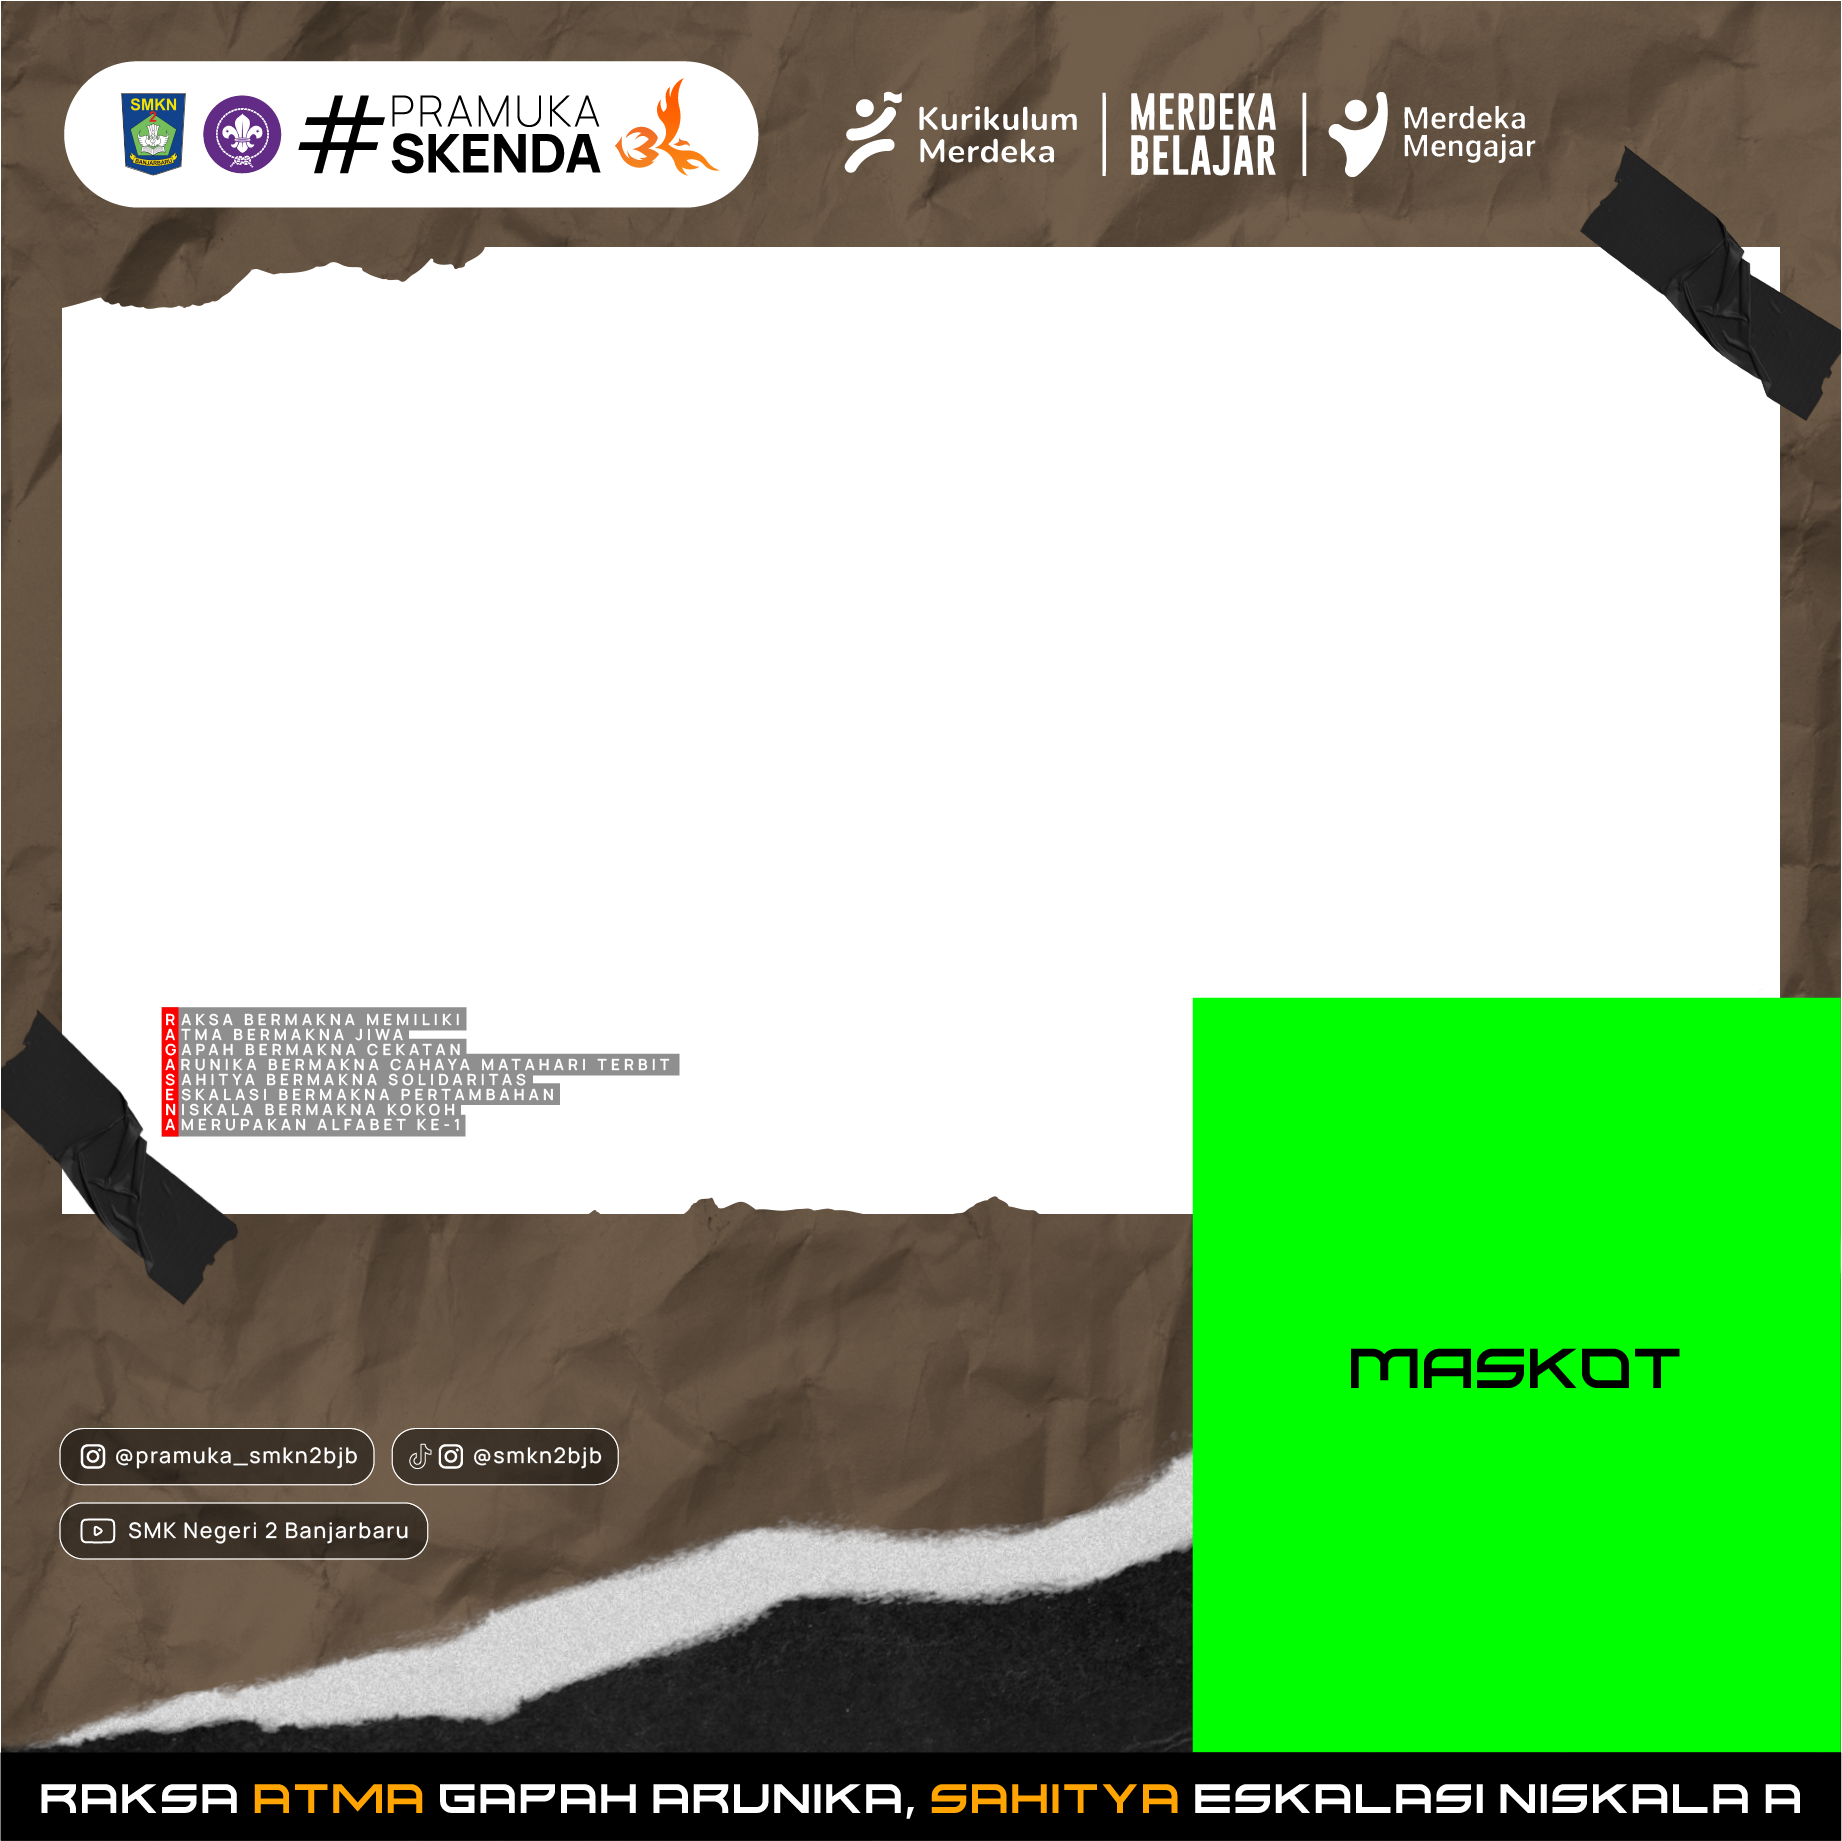 SMKN
2
BANJARBARU
#PRAMUKA
SKENDA
Kurikulum
Merdeka
MERDEKA
BELAJAR
Merdeka
Mengajar
RAKSA BERMAKNA MEMILIKI
ATMA BERMAKNA JIWA
GAPAH BERMAKNA CEKATAN
ARUNIKA BERMAKNA CAHAYA MATAHARI TERBIT
SAHITYA BERMAKNA SOLIDARITAS
ESKALASI BERMAKNA PERTAMBAHAN
NISKALA BERMAKNA KOKOH
A MERUPAKAN ALFABET KE-1
MASKOT
@pramuka_smkn2bjb
@smkn2bjb
SMK Negeri 2 Banjarbaru
RAKSA ATMA GAPAH ARUNIKA, SAHITYA ESKALASI NISKALA A